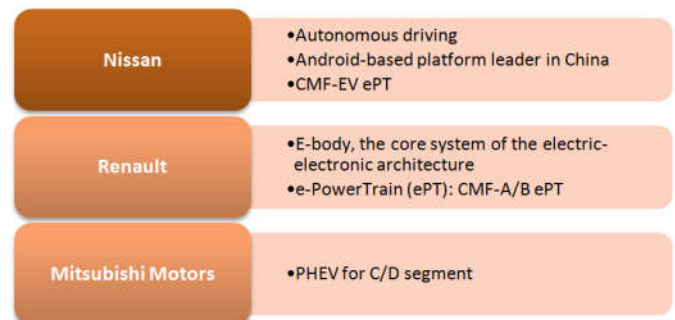 Nissan
•Autonomous driving
•Android-based platform leader in China
•CMF-EV ePT
Renault
•E-body, the core system of the electric-
electronic architecture
•e-PowerTrain (ePT): CMF-A/B ePT
Mitsubishi Motors
•PHEV for C/D segment